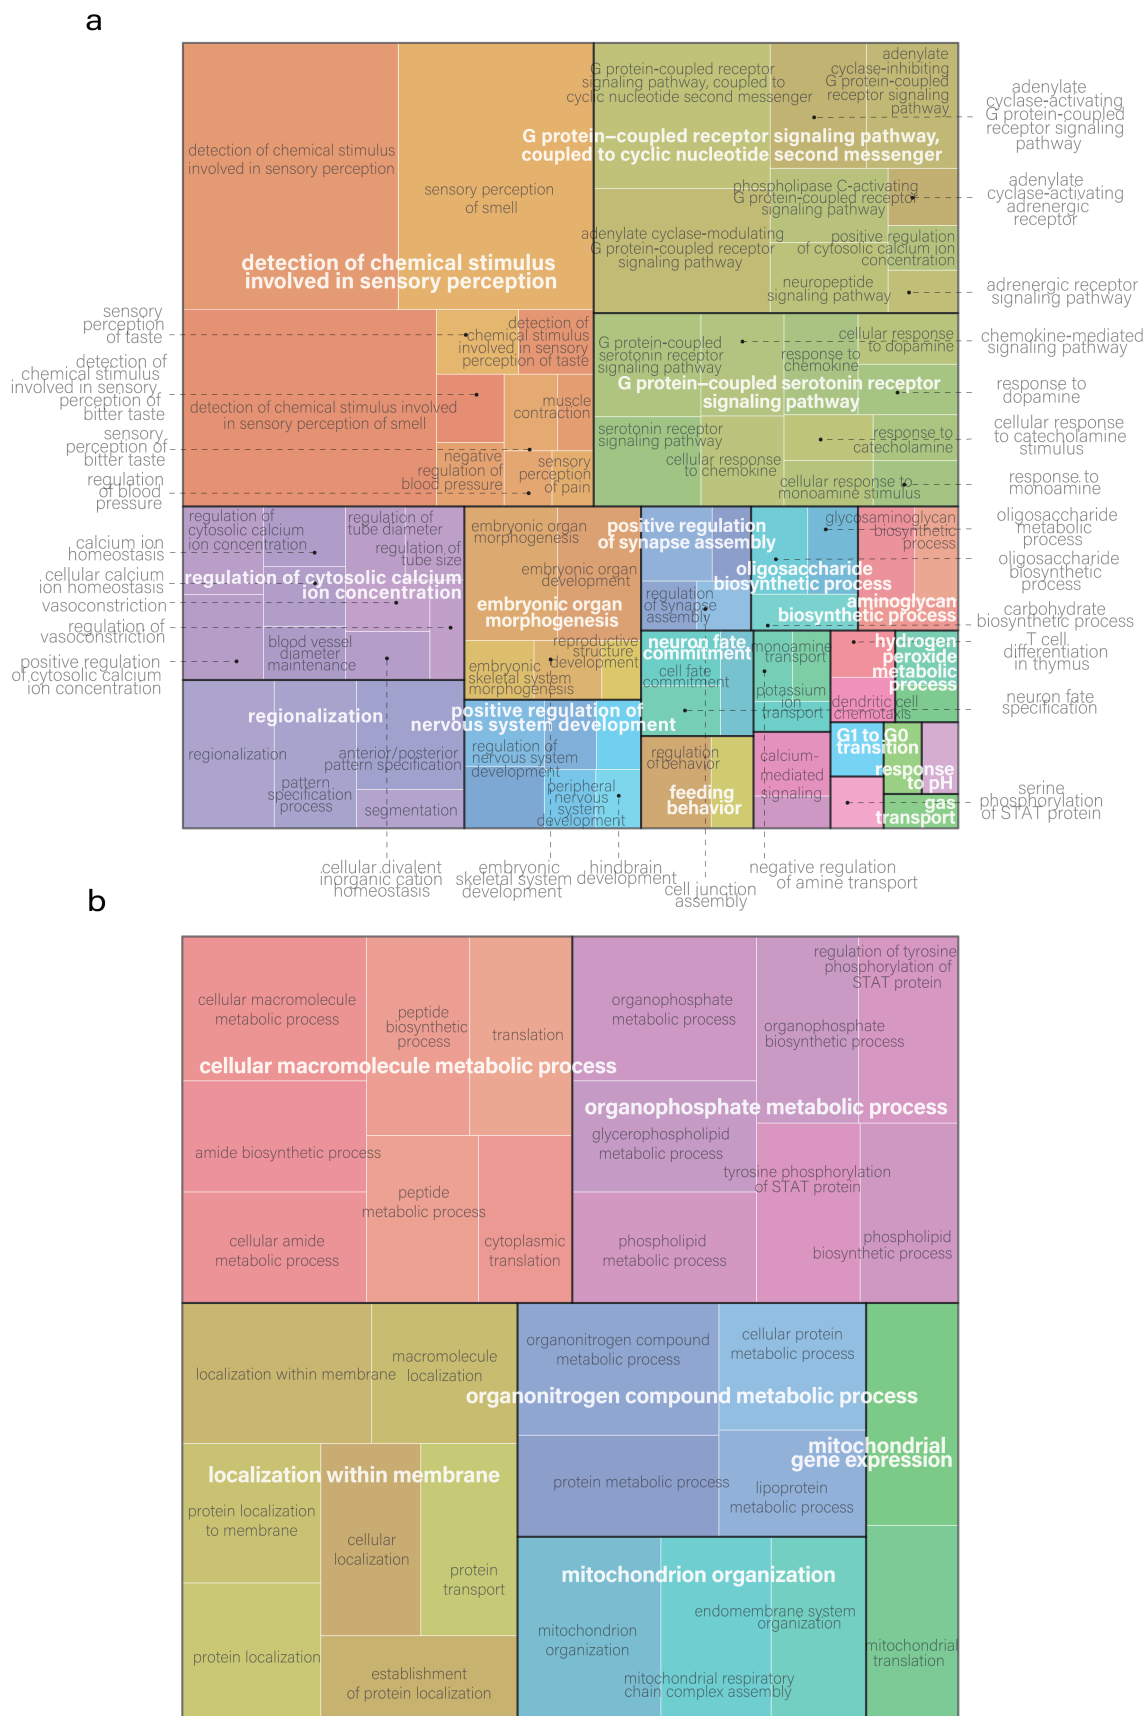 a
detection of chemical stimulus
involved in sensory perception
sensory perception
of smell
detection of chemical stimulus
involved in sensory perception
sensory
perception
of taste
detection of
chemical stimulus
involved in sensory
perception of taste
detection of
chemical stimulus
involved in sensory
perception of
bitter taste
detection of chemical stimulus involved
in sensory perception of smell
muscle
contraction
sensory
perception of
bitter taste
negative
regulation of
blood pressure
sensory
perception
of pain
regulation
of blood
pressure
G protein-coupled receptor
signaling pathway, coupled to
cyclic nucleotide second messenger
adenylate
cyclase-inhibiting
G protein-coupled
receptor signaling
pathway
adenylate
cyclase-activating
G protein-coupled
receptor signaling
pathway
G protein–coupled receptor signaling pathway,
coupled to cyclic nucleotide second messenger
phospholipase C-activating
G protein-coupled receptor
signaling pathway
adenylate
cyclase-activating
adrenergic
receptor
adenylate cyclase-modulating
G protein-coupled receptor
signaling pathway
positive regulation
of cytosolic calcium ion
concentration
neuropeptide
signaling pathway
adrenergic receptor
signaling pathway
G protein-coupled
serotonin receptor
signaling pathway
response to
chemokine
cellular response
to dopamine
chemokine-mediated
signaling pathway
G protein–coupled serotonin receptor
signaling pathway
response to
dopamine
serotonin receptor
signaling pathway
response to
catecholamine
cellular response
to catecholamine
stimulus
cellular response
to chemokine
cellular response to
monoamine stimulus
response to
monoamine
regulation of
cytosolic calcium
ion concentration
regulation of
tube diameter
regulation of
tube size
calcium ion
homeostasis
regulation of cytosolic calcium
ion concentration
cellular calcium
ion homeostasis
vasoconstriction
regulation of
vasoconstriction
blood vessel
diameter
maintenance
positive regulation
of cytosolic calcium
ion concentration
embryonic organ
morphogenesis
embryonic organ
development
embryonic organ
morphogenesis
reproductive
structure
development
embryonic
skeletal system
morphogenesis
positive regulation
of synapse assembly
regulation
of synapse
assembly
glycosaminoglycan
biosynthetic
process
oligosaccharide
metabolic
process
oligosaccharide
biosynthetic process
oligosaccharide
biosynthetic
process
aminoglycan
biosynthetic process
carbohydrate
biosynthetic process
neuron fate
commitment
cell fate
commitment
monoamine
transport
potassium
ion
transport
hydrogen
peroxide
metabolic
process
T cell
differentiation
in thymus
dendritic cell
chemotaxis
neuron fate
specification
regionalization
regionalization
anterior/posterior
pattern specification
pattern
specification
process
segmentation
positive regulation of
nervous system development
regulation of
nervous system
development
peripheral
nervous
system
development
regulation
of behavior
feeding
behavior
calcium-
mediated
signaling
G1 to G0
transition
response
to pH
gas
transport
serine
phosphorylation
of STAT protein
cellular divalent
inorganic cation
homeostasis
embryonic
skeletal system
development
hindbrain
development
cell junction
assembly
negative regulation
of amine transport
b
cellular macromolecule
metabolic process
peptide
biosynthetic
process
translation
cellular macromolecule metabolic process
amide biosynthetic process
peptide
metabolic process
cellular amide
metabolic process
cytoplasmic
translation
organophosphate
metabolic process
regulation of tyrosine
phosphorylation of
STAT protein
organophosphate
biosynthetic process
organophosphate metabolic process
glycerophospholipid
metabolic process
tyrosine phosphorylation
of STAT protein
phospholipid
metabolic process
phospholipid
biosynthetic process
localization within membrane
macromolecule
localization
localization within membrane
protein localization
to membrane
cellular
localization
protein
transport
protein localization
establishment
of protein localization
organonitrogen compound
metabolic process
cellular protein
metabolic process
organonitrogen compound metabolic process
protein metabolic process
lipoprotein
metabolic process
mitochondrial
gene expression
mitochondrion organization
mitochondrion
organization
endomembrane system
organization
mitochondrial respiratory
chain complex assembly
mitochondrial
translation